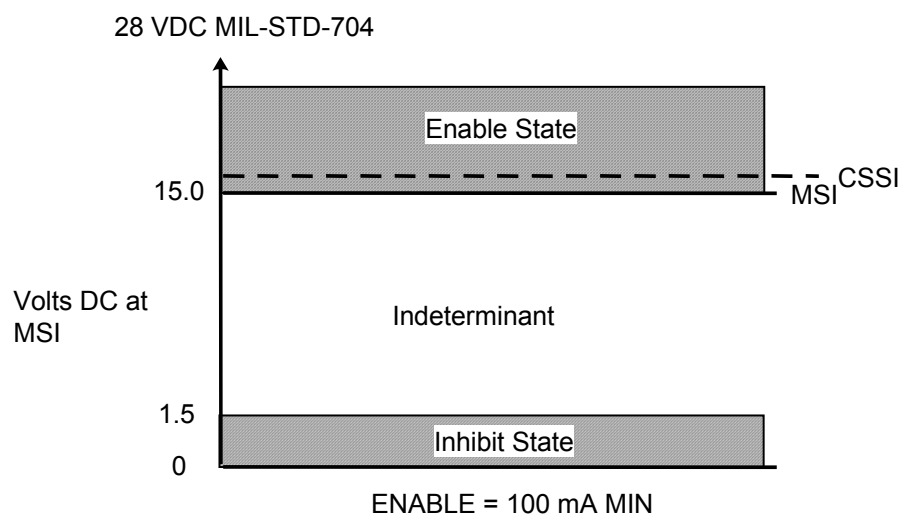 28 VDC MIL-STD-704
Enable State
CSSI
15.0
MSI
Volts DC at
MSI
Indeterminant
1.5
Inhibit State
0
ENABLE = 100 mA MIN